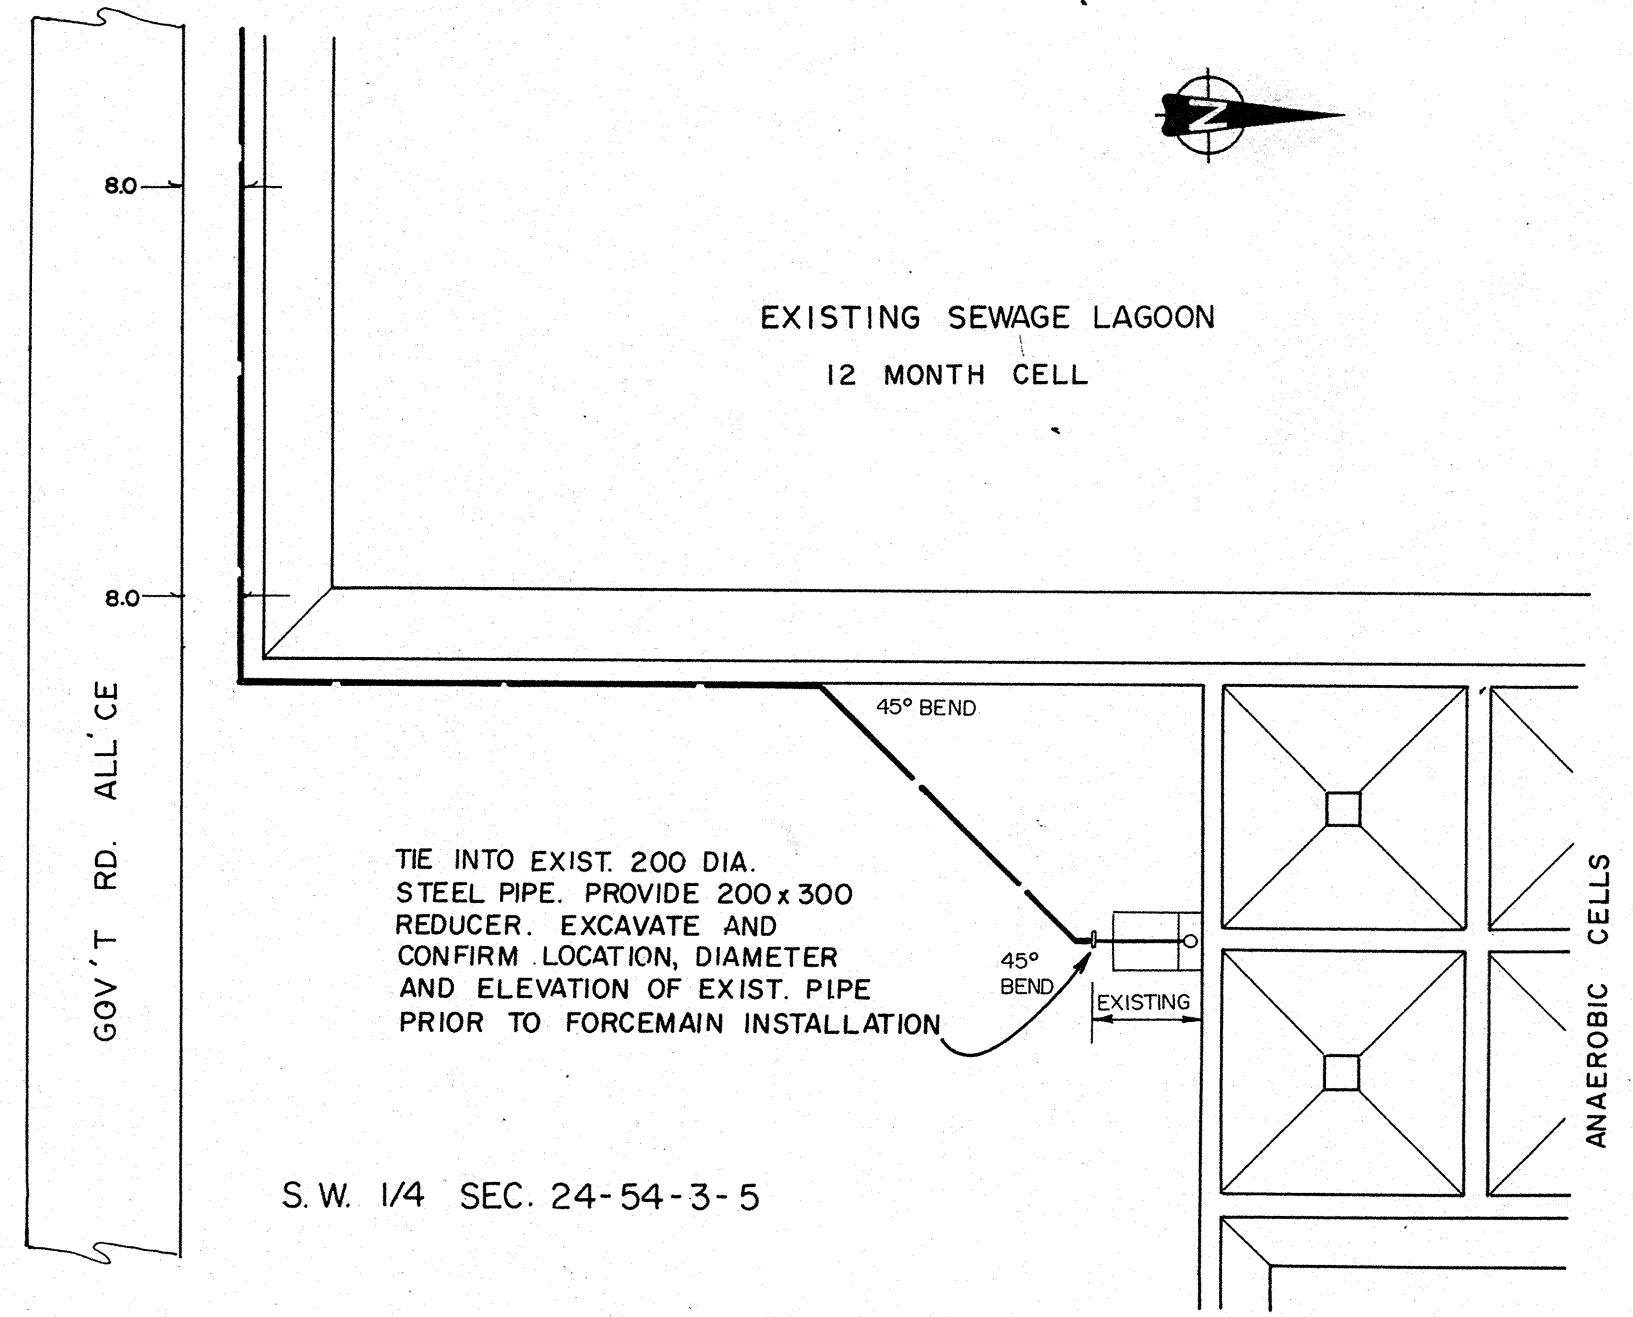 N
8.0
EXISTING SEWAGE LAGOON
12 MONTH CELL
8.0
GOV'T RD. ALL'CE
45° BEND
TIE INTO EXIST. 200 DIA.
STEEL PIPE. PROVIDE 200 x 300
REDUCER. EXCAVATE AND
CONFIRM LOCATION, DIAMETER
AND ELEVATION OF EXIST. PIPE
PRIOR TO FORCEMAIN INSTALLATION
45°
BEND
EXISTING
ANAEROBIC CELLS
S.W. 1/4 SEC. 24-54-3-5